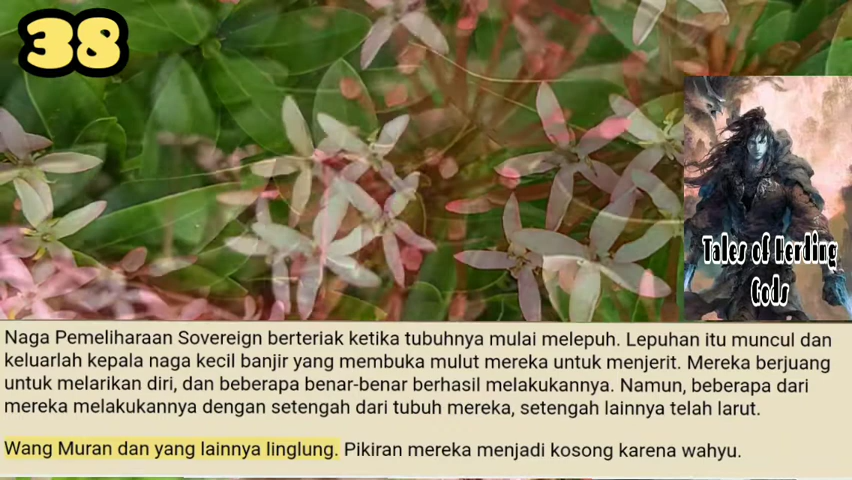 38
Tales of Herding
Gods
Naga Pemeliharaan Sovereign berteriak ketika tubuhnya mulai melepuh. Lepuhan itu muncul dan
keluarlah kepala naga kecil banjir yang membuka mulut mereka untuk menjerit. Mereka berjuang
untuk melarikan diri, dan beberapa benar-benar berhasil melakukannya. Namun, beberapa dari
mereka melakukannya dengan setengah dari tubuh mereka, setengah lainnya telah larut.
Wang Muran dan yang lainnya linglung. Pikiran mereka menjadi kosong karena wahyu.